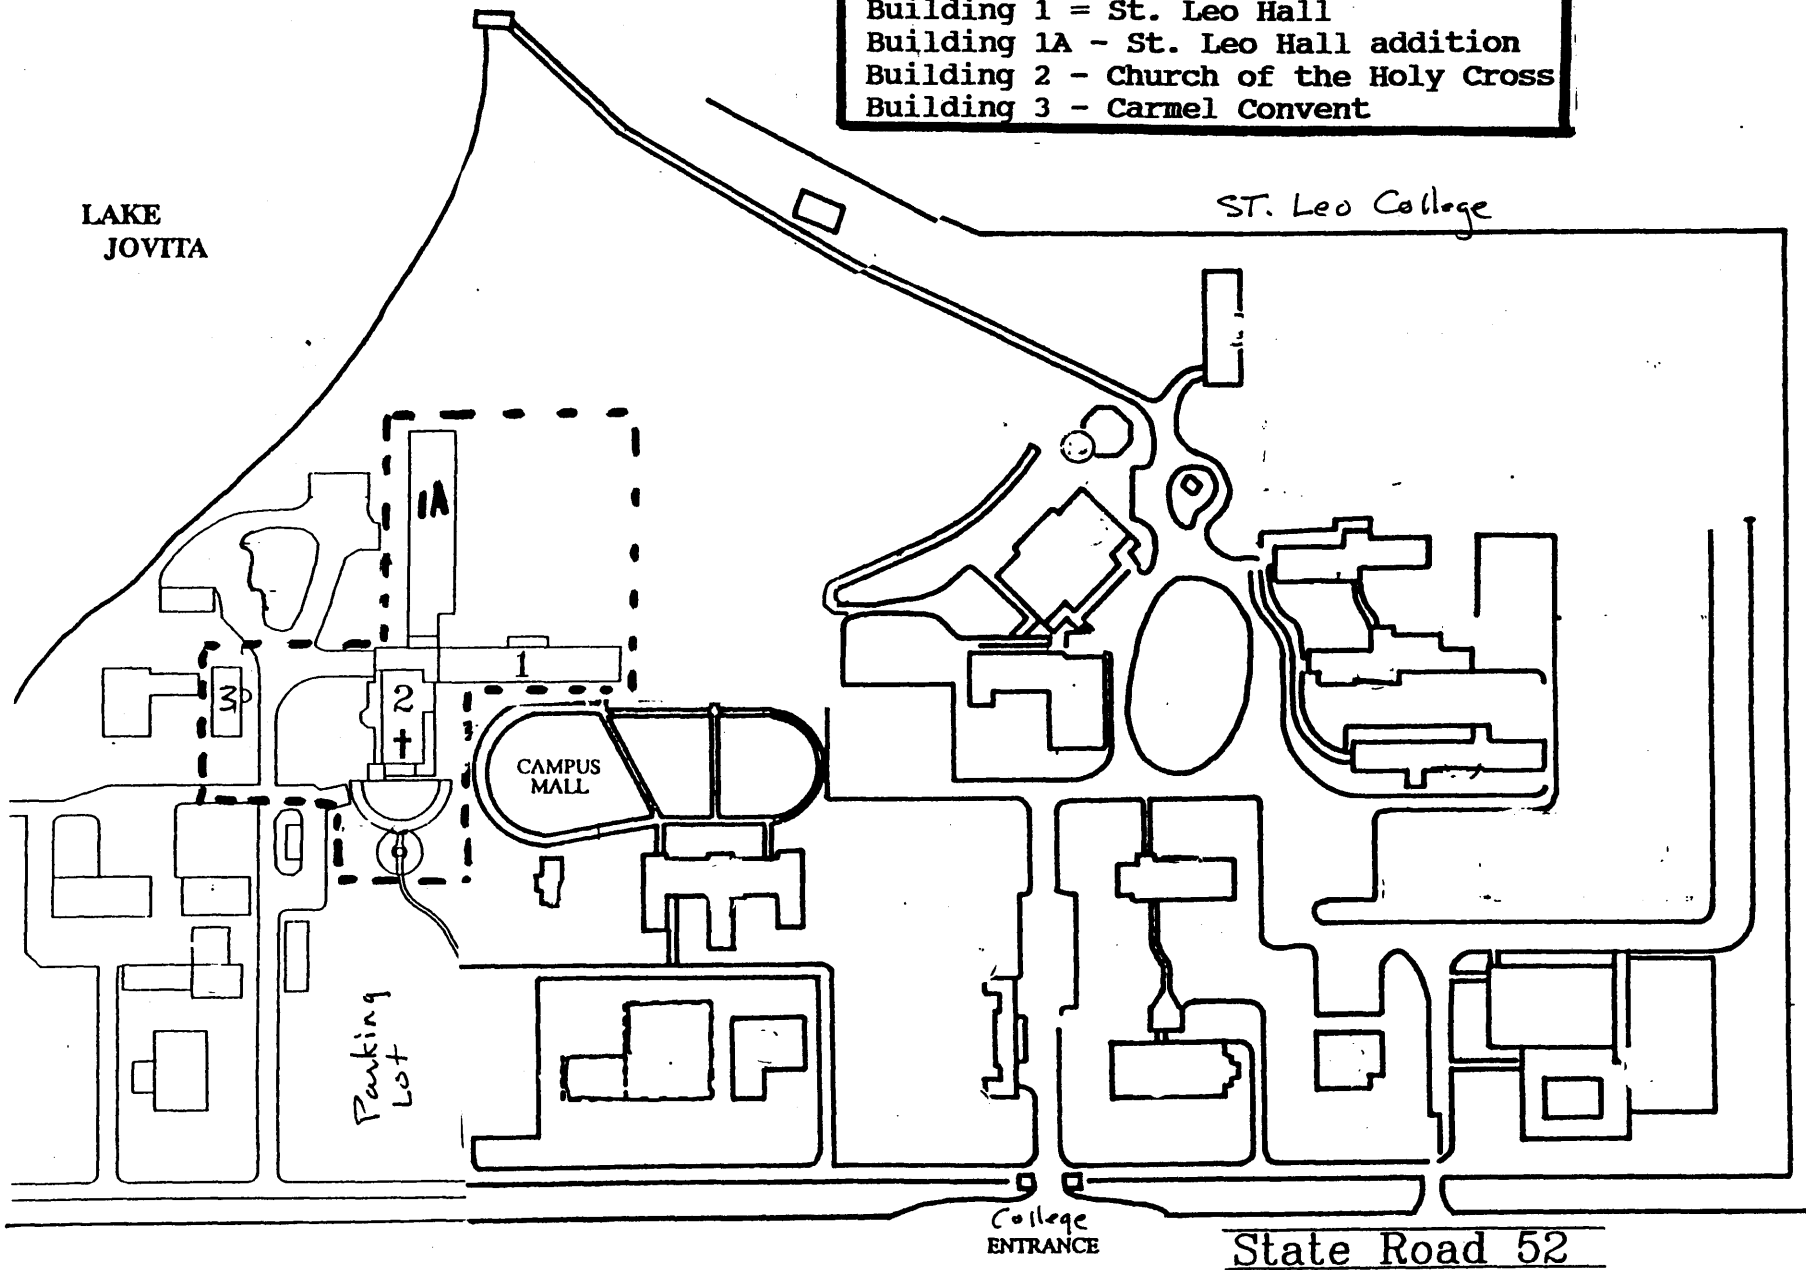 Building 1 = St. Leo Hall
Building 1A - St. Leo Hall addition
Building 2 - Church of the Holy Cross
Building 3 - Carmel Convent
ST. Leo College
LAKE
JOVITA
1A
1
2
3
CAMPUS
MALL
Parking
Lot
College
ENTRANCE
State Road 52